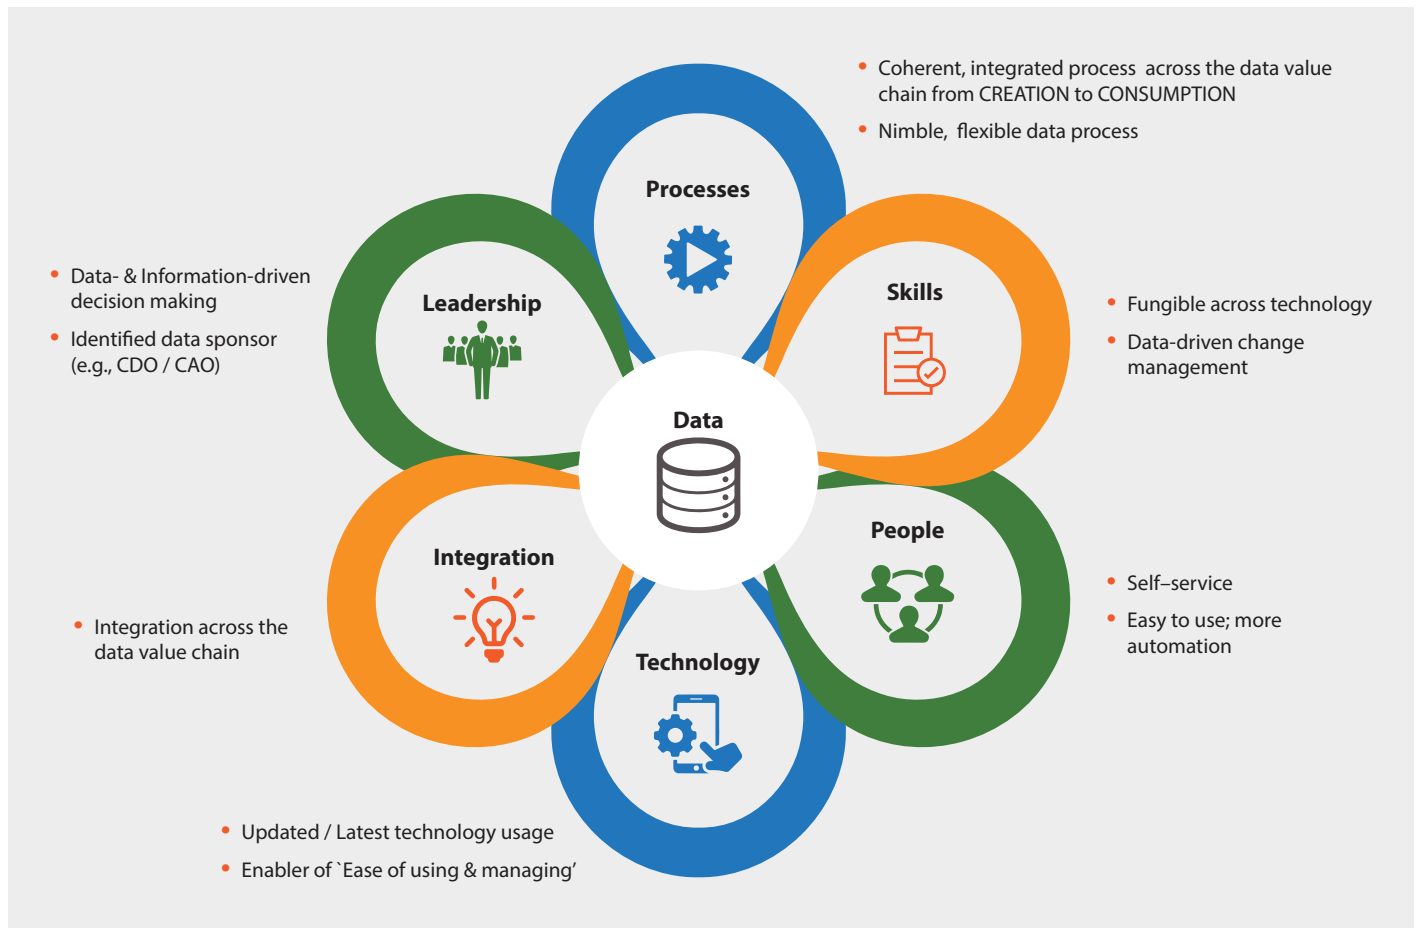 • Coherent, integrated process across the data value
chain from CREATION to CONSUMPTION
• Nimble, flexible data process
Processes
• Data- & Information-driven
decision making
• Identified data sponsor
(e.g., CDO / CAO)
Leadership
Skills
• Fungible across technology
• Data-driven change
management
Data
Integration
People
• Integration across the
data value chain
• Self–service
• Easy to use; more
automation
Technology
• Updated / Latest technology usage
• Enabler of `Ease of using & managing’